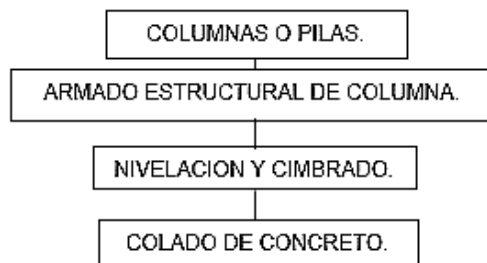 COLUMNAS O PILAS.
ARMADO ESTRUCTURAL DE COLUMNA.
NIVELACION Y CIMBRADO.
COLADO DE CONCRETO.